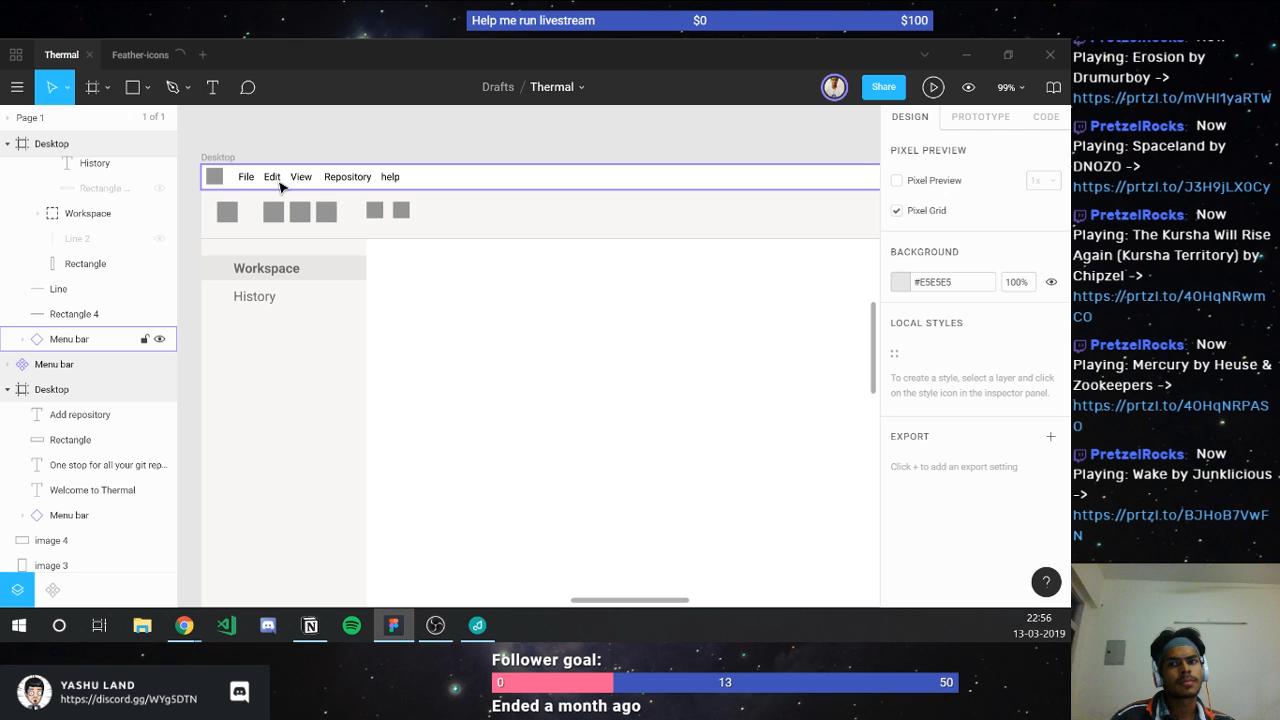 Help me run livestream $0 $100
Thermal
Feather-icons
Drafts / Thermal
Share
99%
Page 1
1 of 1
Desktop
History
Rectangle ...
Workspace
Line 2
Rectangle
Line
Rectangle 4
Menu bar
Menu bar
Desktop
Add repository
Rectangle
One stop for all your git rep...
Welcome to Thermal
Menu bar
image 4
image 3
Desktop
File Edit View Repository help
Workspace
History
DESIGN PROTOTYPE CODE
PIXEL PREVIEW
Pixel Preview 1x
Pixel Grid
BACKGROUND
#E5E5E5 100%
LOCAL STYLES
To create a style, select a layer and click
on the style icon in the inspector panel.
EXPORT
Click + to add an export setting
?
22:56
13-03-2019
PretzelRocks: Now
Playing: Erosion by
Drumurboy ->
https://prtzl.to/mVHl1yaRTW
PretzelRocks: Now
Playing: Spaceland by
DNOZO ->
https://prtzl.to/J3H9jLX0Cy
PretzelRocks: Now
Playing: The Kursha Will Rise
Again (Kursha Territory) by
Chipzel ->
https://prtzl.to/40HqNRwm
CO
PretzelRocks: Now
Playing: Mercury by Heuse &
Zookeepers ->
https://prtzl.to/40HqNRPAS
O
PretzelRocks: Now
Playing: Wake by Junklicious
->
https://prtzl.to/BJHoB7VwF
N
YASHU LAND
https://discord.gg/WYg5DTN
Follower goal:
0 13 50
Ended a month ago